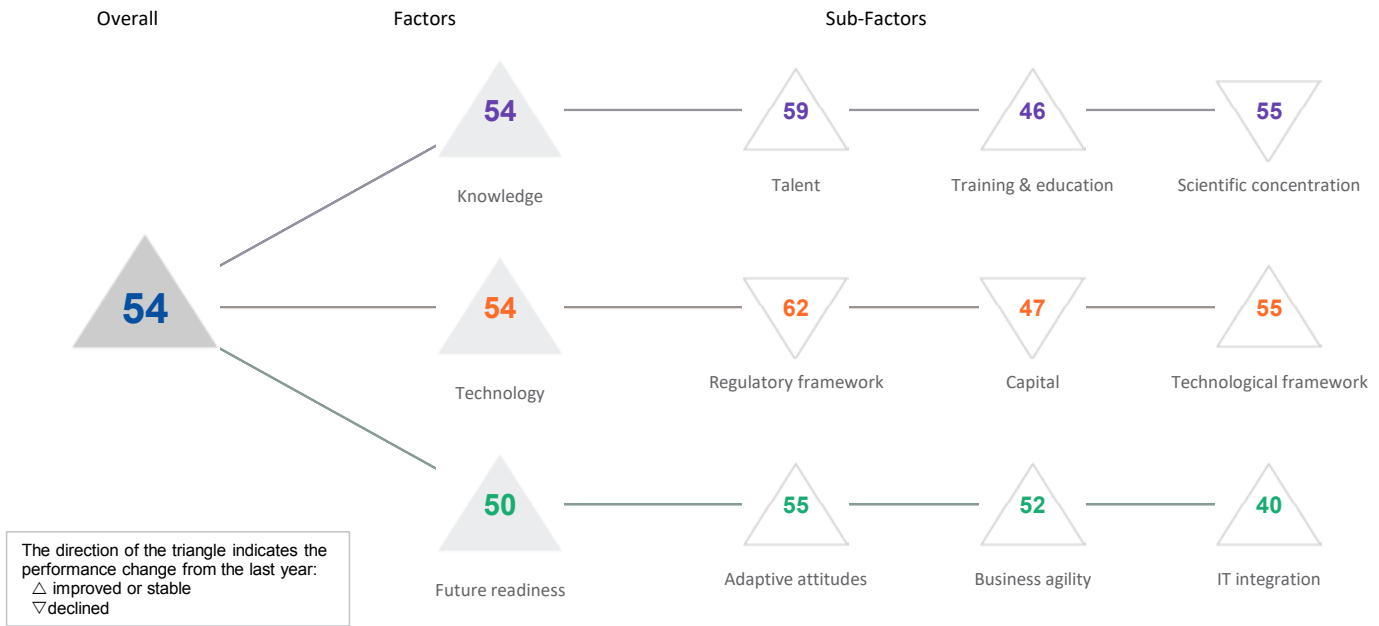 Overall Factors Sub-Factors
54 59 46 55
Knowledge Talent Training & education Scientific concentration
54 54 62 47 55
Technology Regulatory framework Capital Technological framework
50 55 52 40
Future readiness Adaptive attitudes Business agility IT integration
The direction of the triangle indicates the
performance change from the last year:
△ improved or stable
▽declined